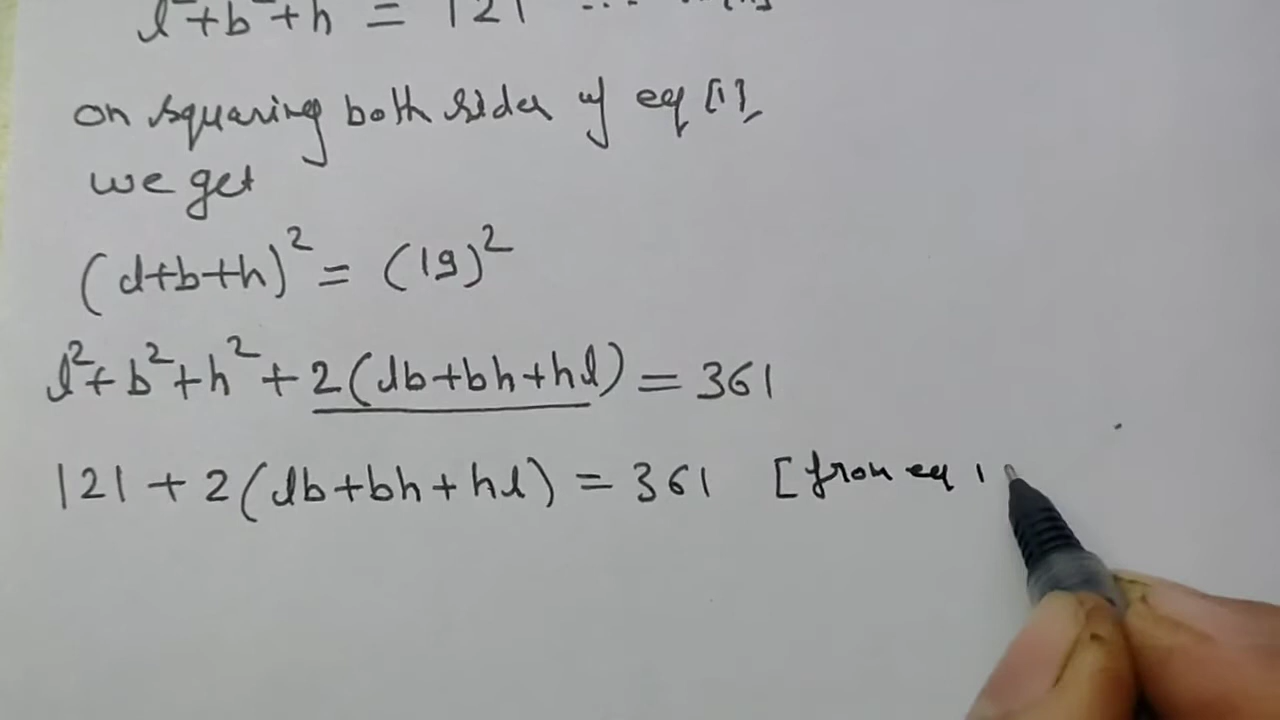 l²+b²+h² = 121 ...
on squaring both sides of eq [1],
we get
(l+b+h)² = (19)²
l²+b²+h²+2(lb+bh+hl) = 361
121+2(lb+bh+hl) = 361 [from eq 1